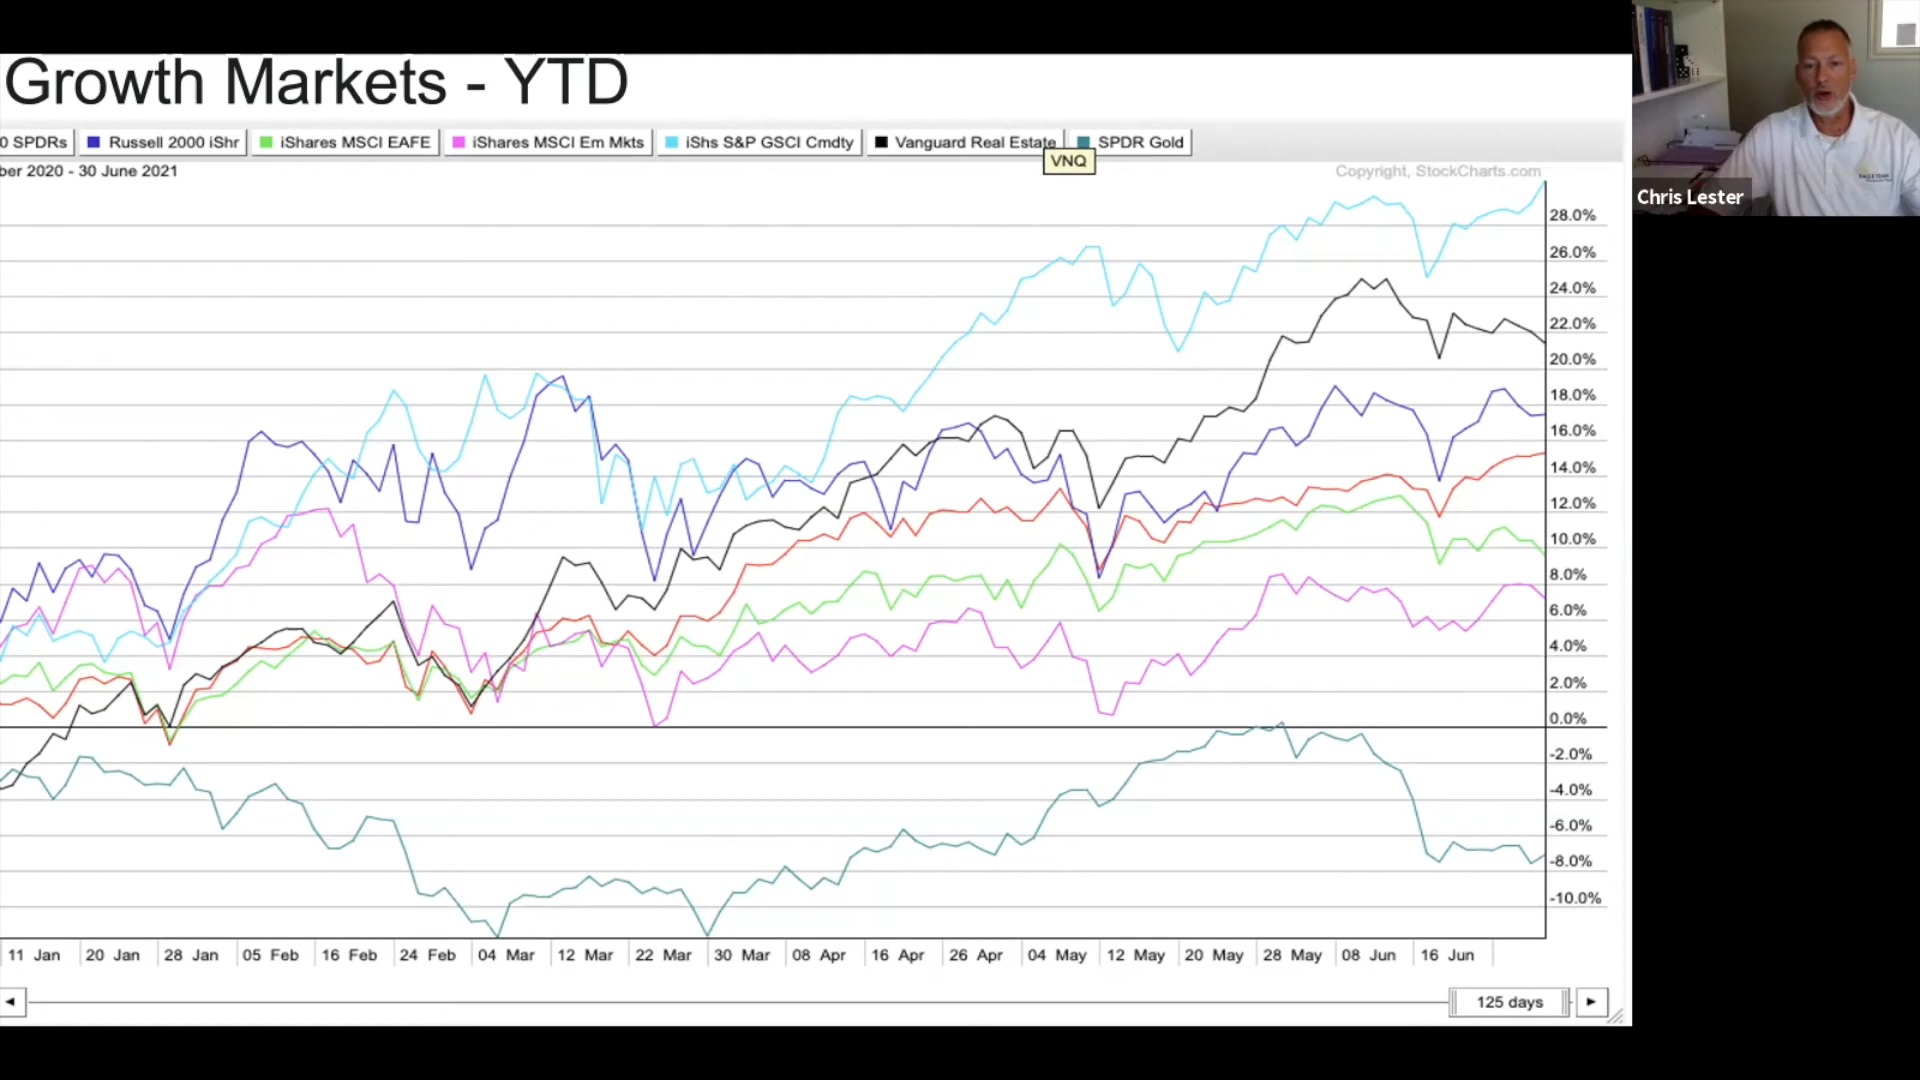 Growth Markets - YTD
0 SPDRs Russell 2000 iShr iShares MSCI EAFE iShares MSCI Em Mkts iShs S&P GSCI Cmdty Vanguard Real Estate SPDR Gold
VNQ
ber 2020 - 30 June 2021
Copyright, StockCharts.com
28.0%
26.0%
24.0%
22.0%
20.0%
18.0%
16.0%
14.0%
12.0%
10.0%
8.0%
6.0%
4.0%
2.0%
0.0%
-2.0%
-4.0%
-6.0%
-8.0%
-10.0%
11 Jan 20 Jan 28 Jan 05 Feb 16 Feb 24 Feb 04 Mar 12 Mar 22 Mar 30 Mar 08 Apr 16 Apr 26 Apr 04 May 12 May 20 May 28 May 08 Jun 16 Jun
125 days
Chris Lester